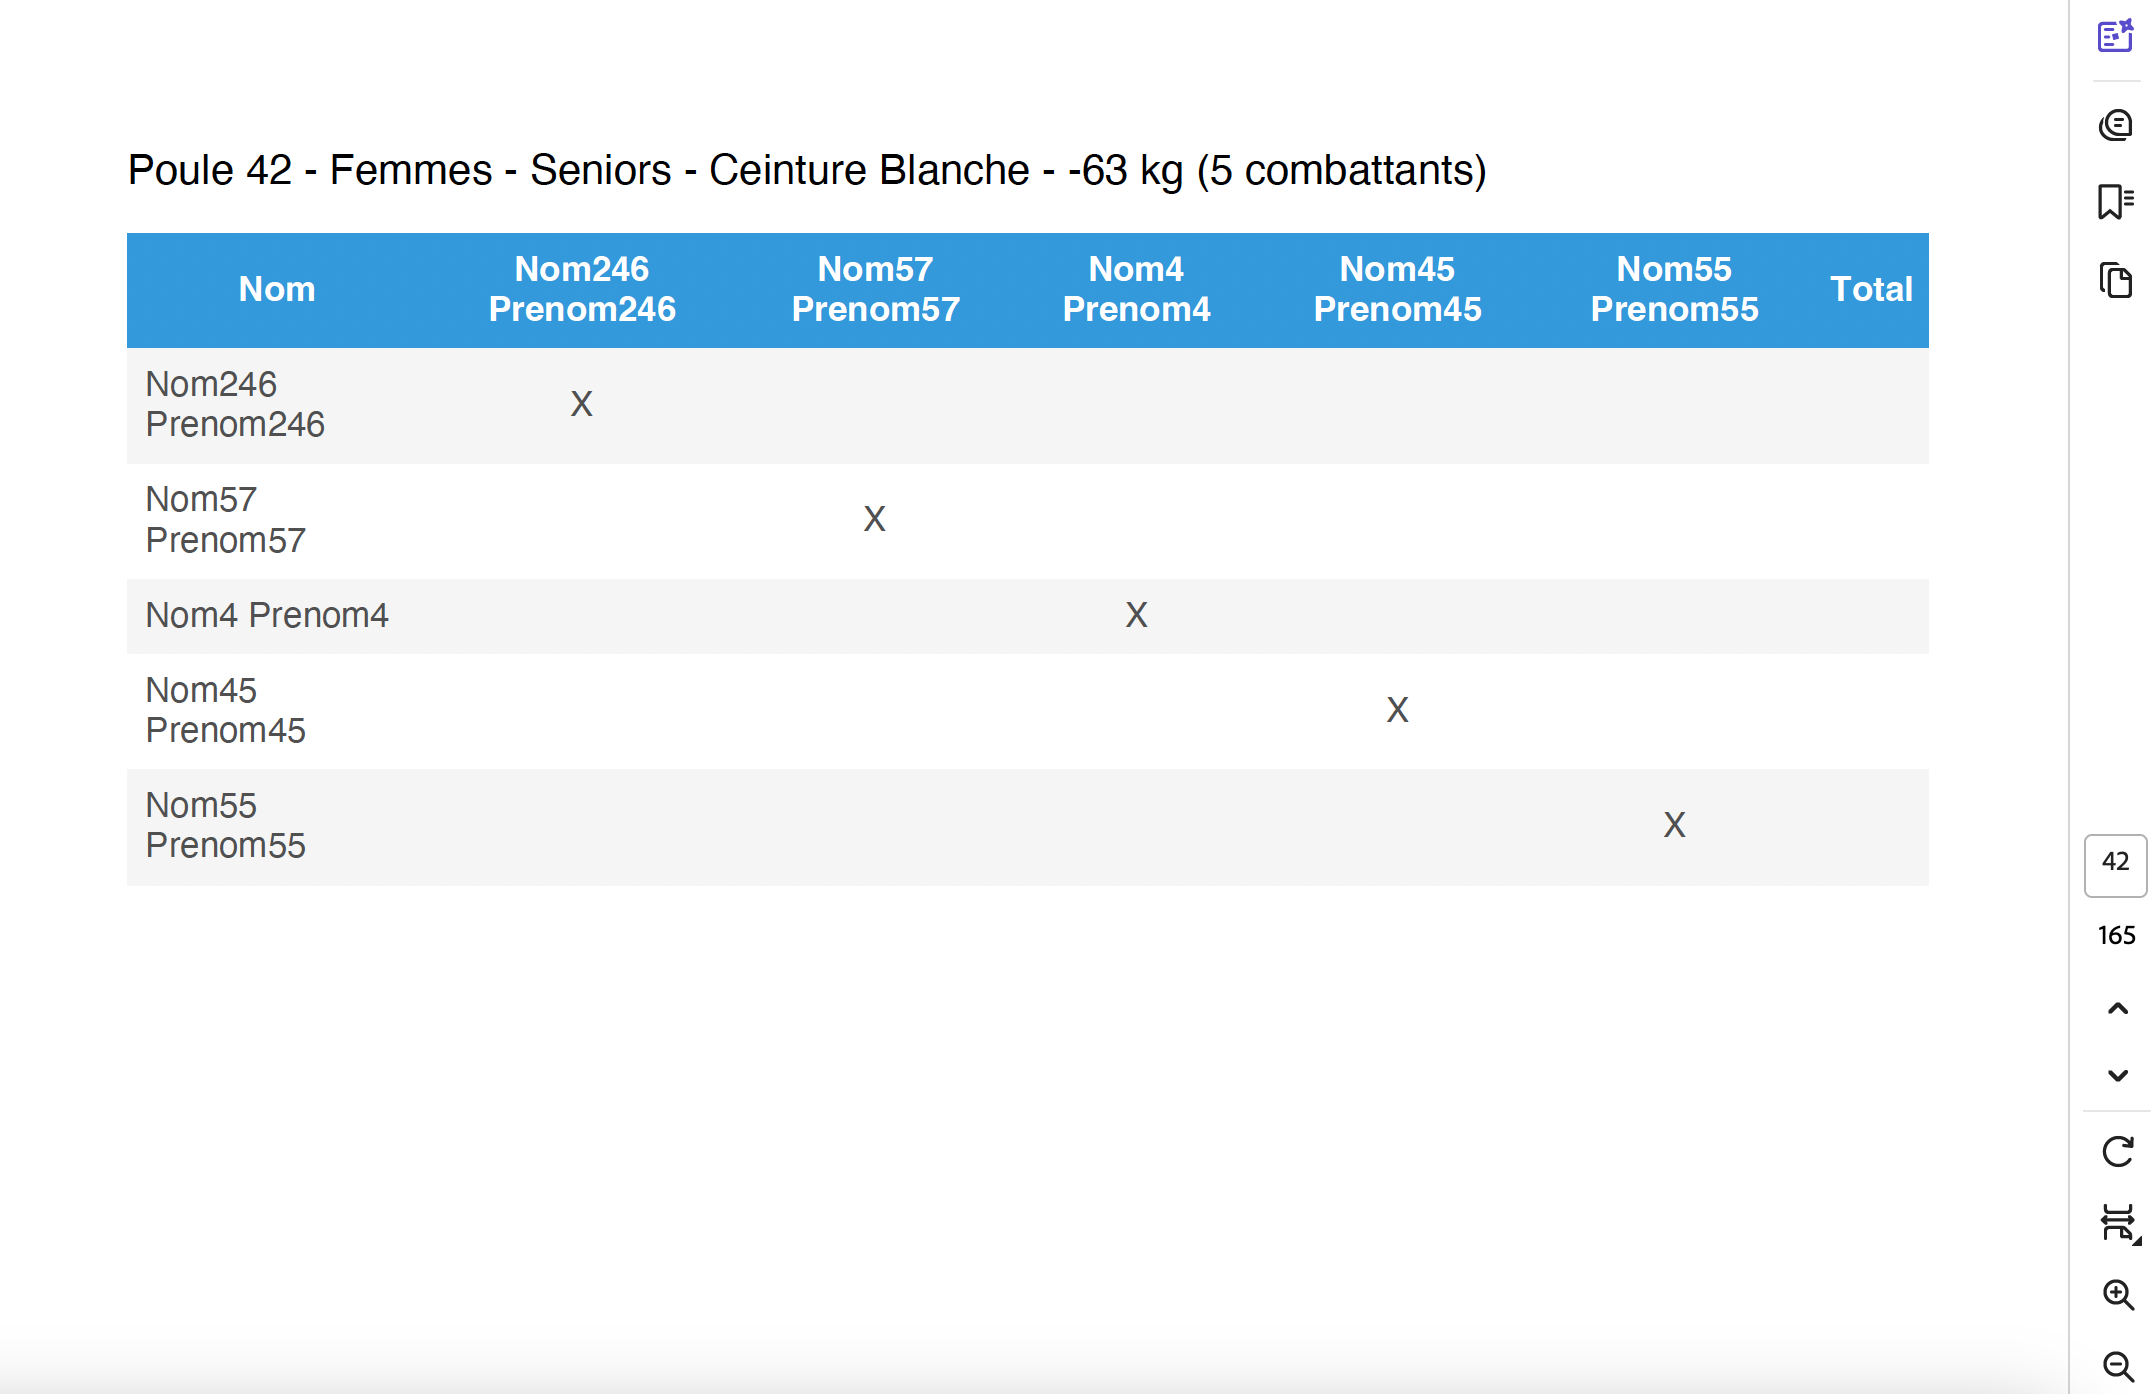 Poule 42 - Femmes - Seniors - Ceinture Blanche - -63 kg (5 combattants)
Nom Nom246 Prenom246 Nom57 Prenom57 Nom4 Prenom4 Nom45 Prenom45 Nom55 Prenom55 Total
Nom246
Prenom246 X
Nom57
Prenom57 X
Nom4 Prenom4 X
Nom45
Prenom45 X
Nom55
Prenom55 X
42
165